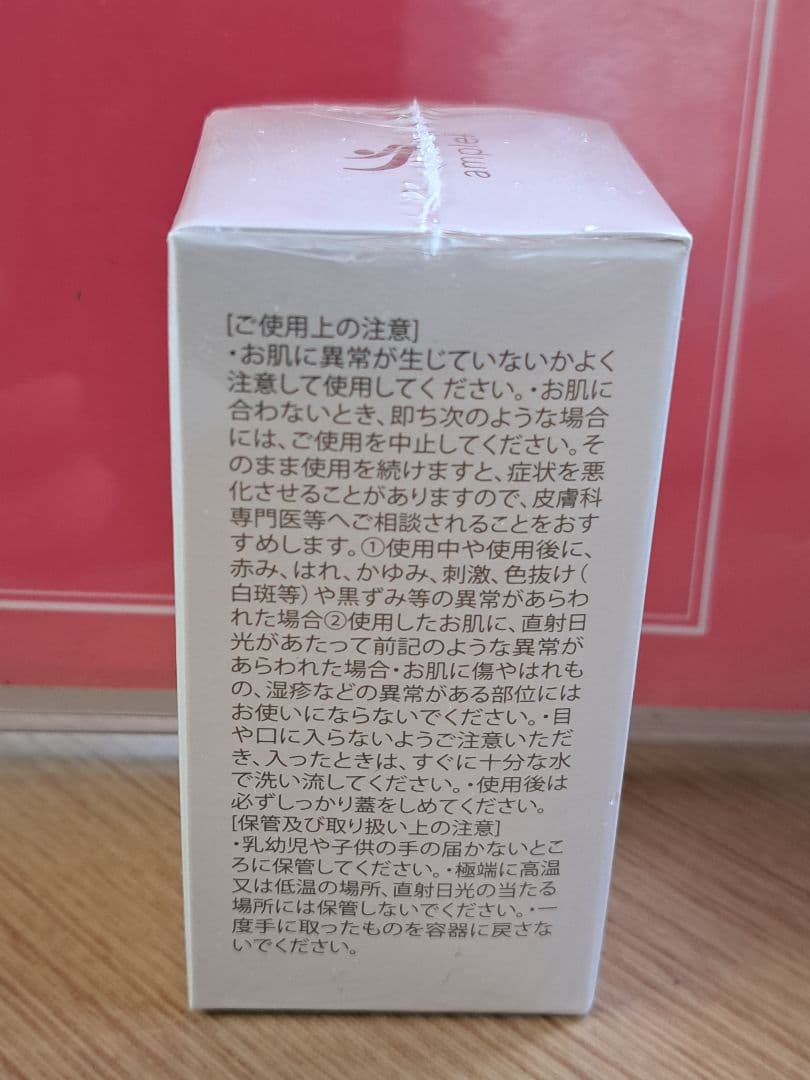 amplet
[ご使用上の注意]
・お肌に異常が生じていないかよく
注意して使用してください。・お肌に
合わないとき、即ち次のような場合
には、ご使用を中止してください。そ
のまま使用を続けますと、症状を悪
化させることがありますので、皮膚科
専門医等へご相談されることをおす
すめします。①使用中や使用後に、
赤み、はれ、かゆみ、刺激、色抜け（
白斑等）や黒ずみ等の異常があらわ
れた場合②使用したお肌に、直射日
光があたって前記のような異常が
あらわれた場合・お肌に傷やはれも
の、湿疹などの異常がある部位には
お使いにならないでください。・目
や口に入らないようご注意いただ
き、入ったときは、すぐに十分な水
で洗い流してください。・使用後は
必ずしっかり蓋をしめてください。
[保管及び取り扱い上の注意]
・乳幼児や子供の手の届かないとこ
ろに保管してください。・極端に高温
又は低温の場所、直射日光の当たる
場所には保管しないでください。・一
度手に取ったものを容器に戻さな
いでください。